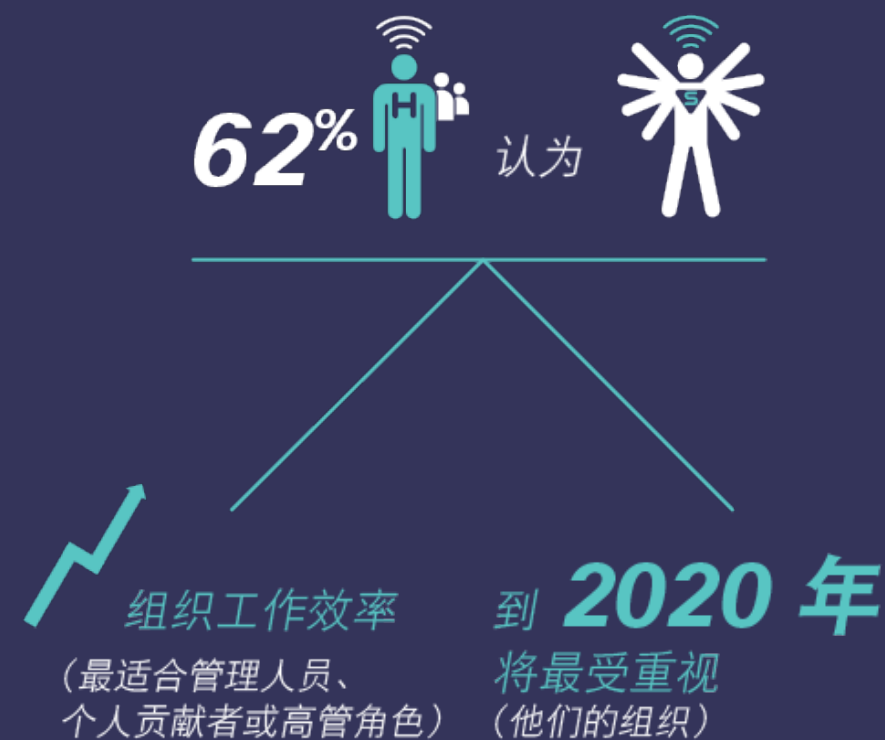 62%
H
认为
S
组织工作效率
（最适合管理人员、
个人贡献者或高管角色）
到 2020 年
将最受重视
（他们的组织）